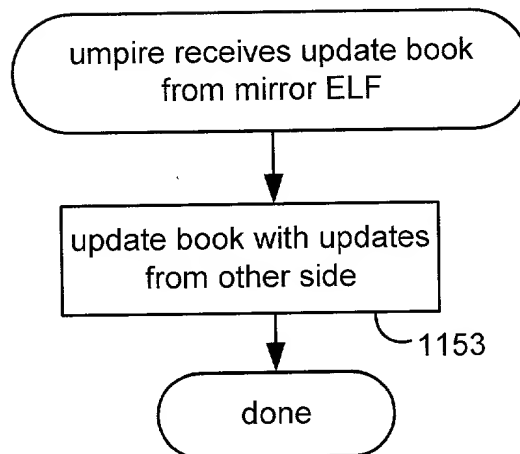 umpire receives update book
from mirror ELF
update book with updates
from other side
1153
done